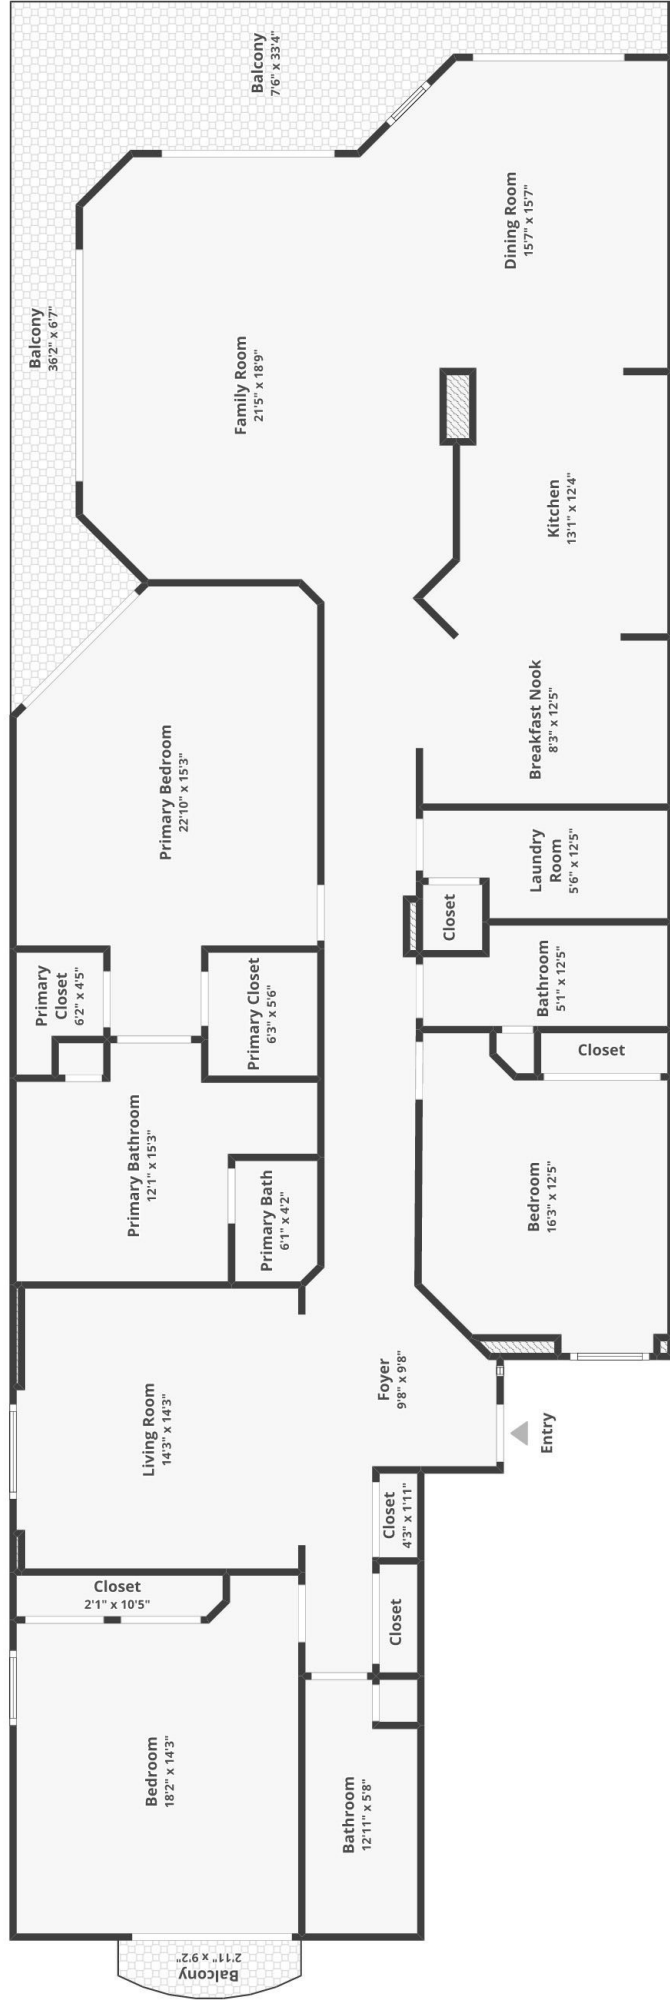 Balcony
7'6" x 33'4"
Dining Room
15'7" x 15'7"
Balcony
36'2" x 6'7"
Family Room
21'5" x 18'9"
Kitchen
13'1" x 12'4"
Breakfast Nook
8'3" x 12'5"
Primary Bedroom
22'10" x 15'3"
Laundry
Room
5'6" x 12'5"
Closet
Primary
Closet
6'2" x 4'5"
Primary Closet
6'3" x 5'6"
Bathroom
5'1" x 12'5"
Closet
Primary Bathroom
12'1" x 15'3"
Primary Bath
6'1" x 4'2"
Bedroom
16'3" x 12'5"
Living Room
14'3" x 14'3"
Foyer
9'8" x 9'8"
Entry
Closet
4'3" x 1'11"
Closet
2'1" x 10'5"
Closet
Bedroom
18'2" x 14'3"
Bathroom
12'11" x 5'8"
Balcony
2'11" x 9'2"